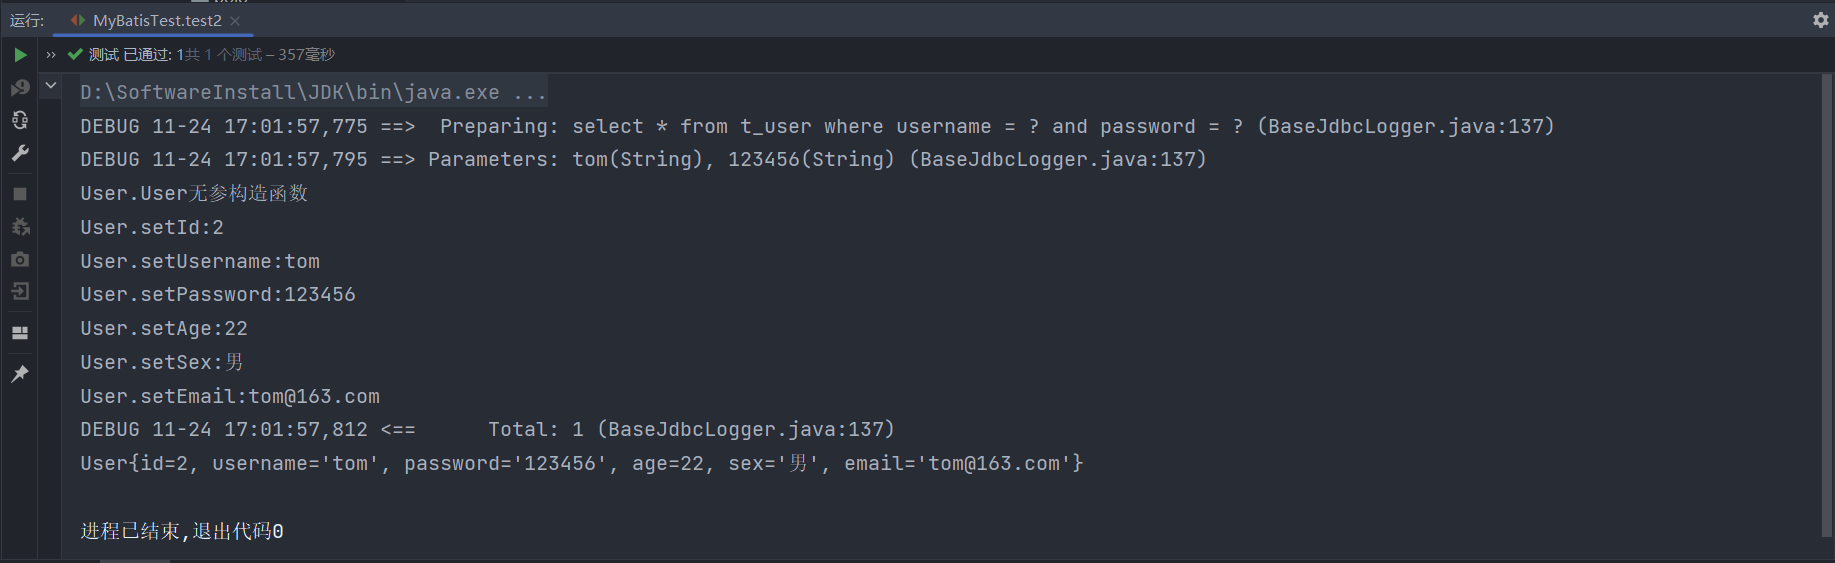 运行: MyBatisTest.test2
测试 已通过: 1共 1 个测试 – 357毫秒
D:\SoftwareInstall\JDK\bin\java.exe ...
DEBUG 11-24 17:01:57,775 ==>  Preparing: select * from t_user where username = ? and password = ? (BaseJdbcLogger.java:137)
DEBUG 11-24 17:01:57,795 ==> Parameters: tom(String), 123456(String) (BaseJdbcLogger.java:137)
User.User无参构造函数
User.setId:2
User.setUsername:tom
User.setPassword:123456
User.setAge:22
User.setSex:男
User.setEmail:tom@163.com
DEBUG 11-24 17:01:57,812 <==      Total: 1 (BaseJdbcLogger.java:137)
User{id=2, username='tom', password='123456', age=22, sex='男', email='tom@163.com'}
进程已结束,退出代码0